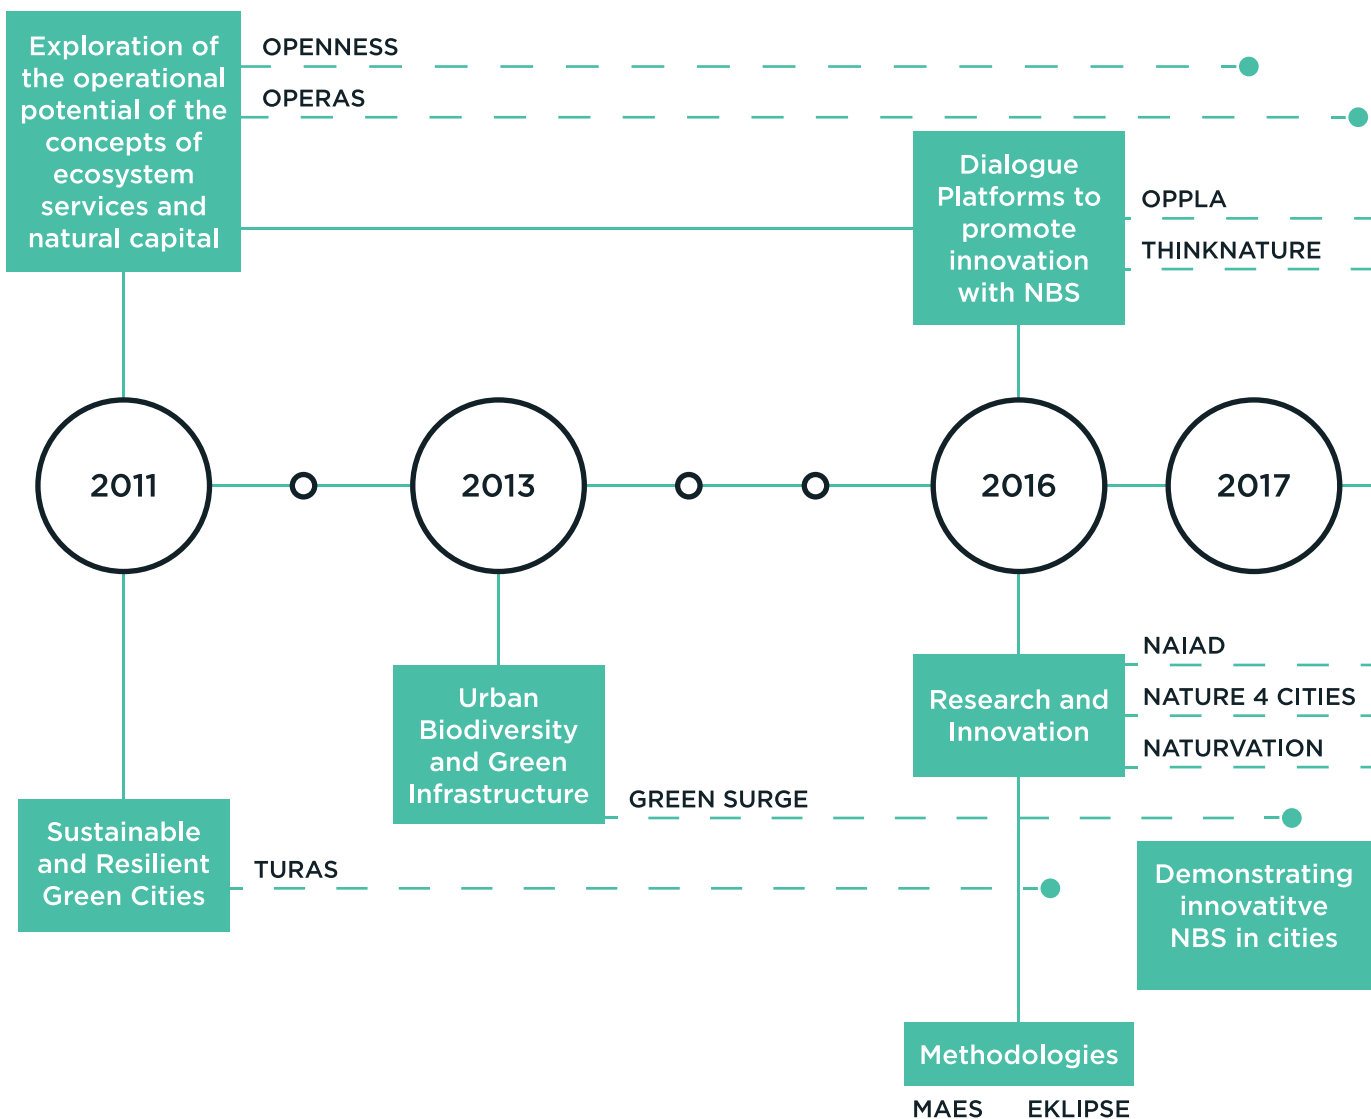 Exploration of
the operational
potential of the
concepts of
ecosystem
services and
natural capital
OPENNESS
OPERAS
Dialogue
Platforms to
promote
innovation
with NBS
OPPLA
THINKNATURE
2011
2013
2016
2017
Urban
Biodiversity
and Green
Infrastructure
GREEN SURGE
Research and
Innovation
NAIAD
NATURE 4 CITIES
NATURVATION
Sustainable
and Resilient
Green Cities
TURAS
Demonstrating
innovatitve
NBS in cities
Methodologies
MAES EKLIPSE